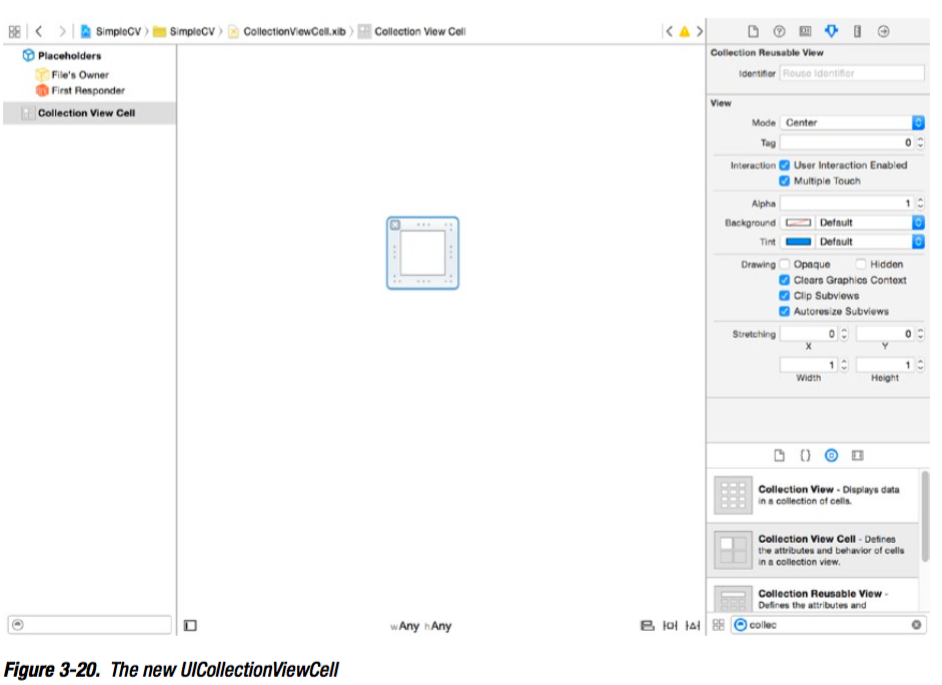 SimpleCV SimpleCV CollectionViewCell.xib Collection View Cell
Placeholders
File's Owner
First Responder
Collection View Cell
wAny hAny
Collection Reusable View
Identifier Reuse Identifier
View
Mode Center
Tag 0
Interaction User Interaction Enabled
Multiple Touch
Alpha 1
Background Default
Tint Default
Drawing Opaque Hidden
Clears Graphics Context
Clip Subviews
Autoresize Subviews
Stretching 0 0
X Y
1 1
Width Height
Collection View - Displays data
in a collection of cells.
Collection View Cell - Defines
the attributes and behavior of cells
in a collection view.
Collection Reusable View -
Defines the attributes and
collec
Figure 3-20. The new UICollectionViewCell